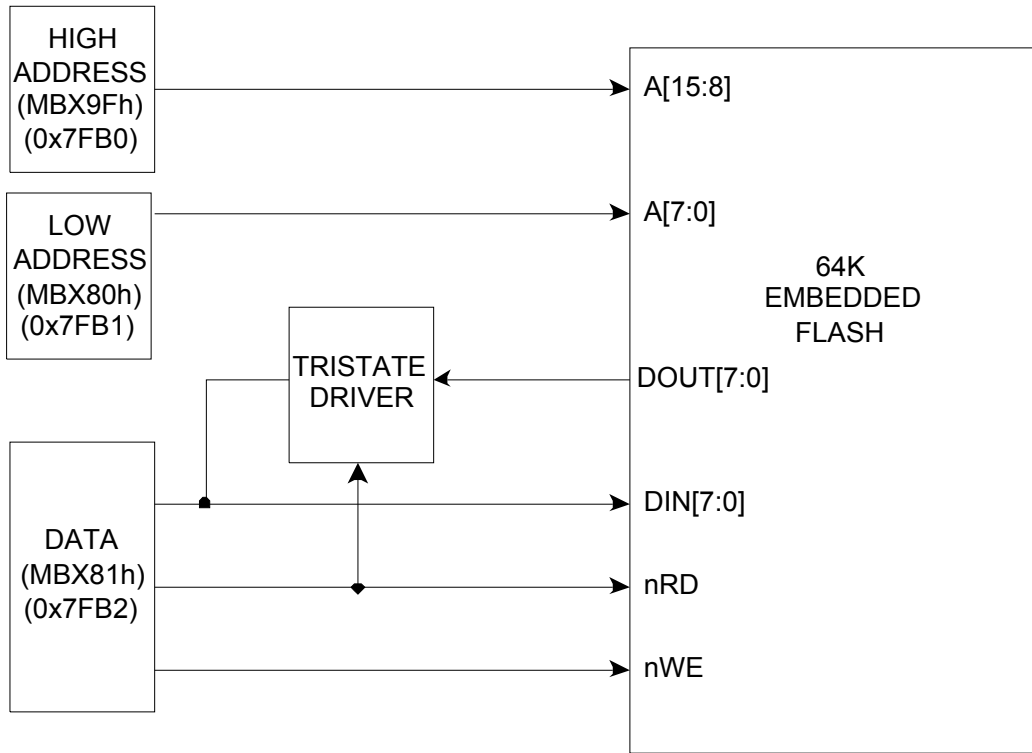 HIGH
ADDRESS
(MBX9Fh)
(0x7FB0)
A[15:8]
LOW
ADDRESS
(MBX80h)
(0x7FB1)
A[7:0]
64K
EMBEDDED
FLASH
TRISTATE
DRIVER
DOUT[7:0]
DATA
(MBX81h)
(0x7FB2)
DIN[7:0]
nRD
nWE